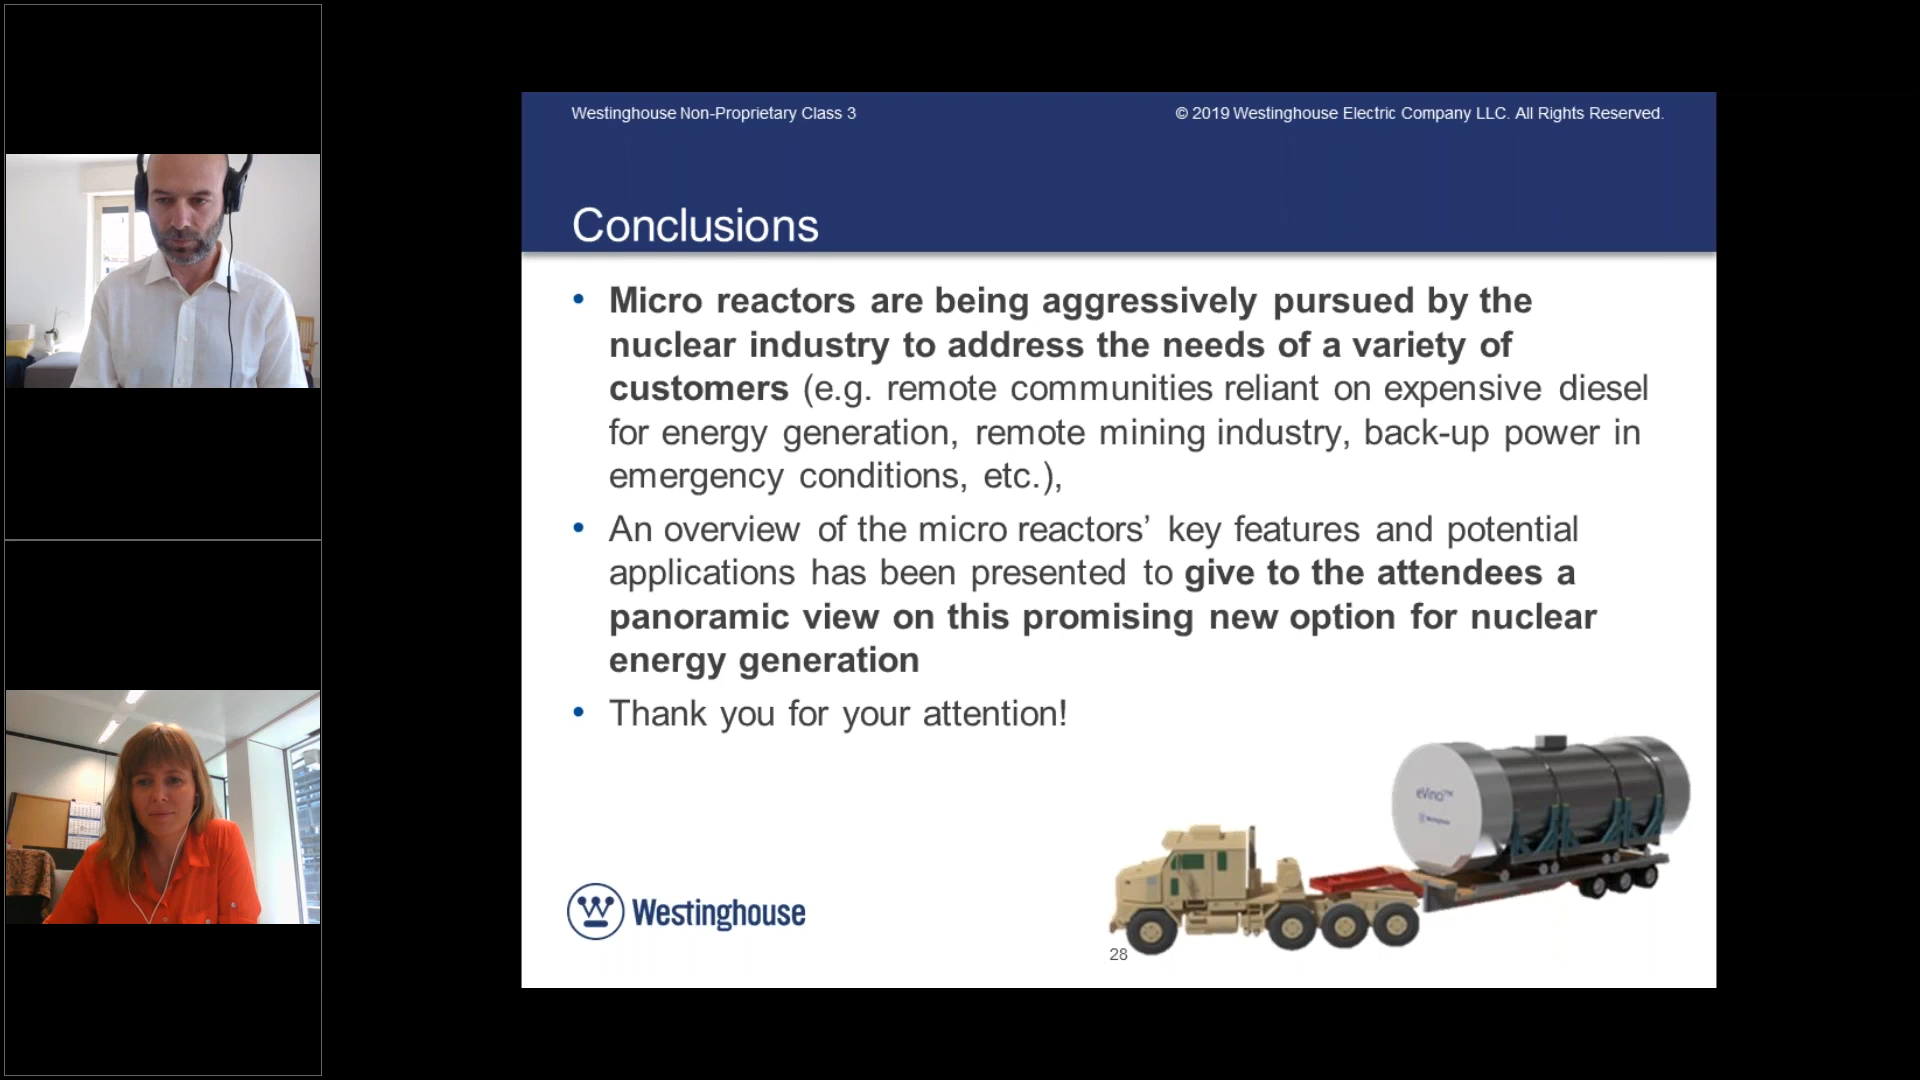 Westinghouse Non-Proprietary Class 3
© 2019 Westinghouse Electric Company LLC. All Rights Reserved.
Conclusions
• Micro reactors are being aggressively pursued by the
nuclear industry to address the needs of a variety of
customers (e.g. remote communities reliant on expensive diesel
for energy generation, remote mining industry, back-up power in
emergency conditions, etc.),
• An overview of the micro reactors’ key features and potential
applications has been presented to give to the attendees a
panoramic view on this promising new option for nuclear
energy generation
• Thank you for your attention!
eVinci™
Westinghouse
Westinghouse
28